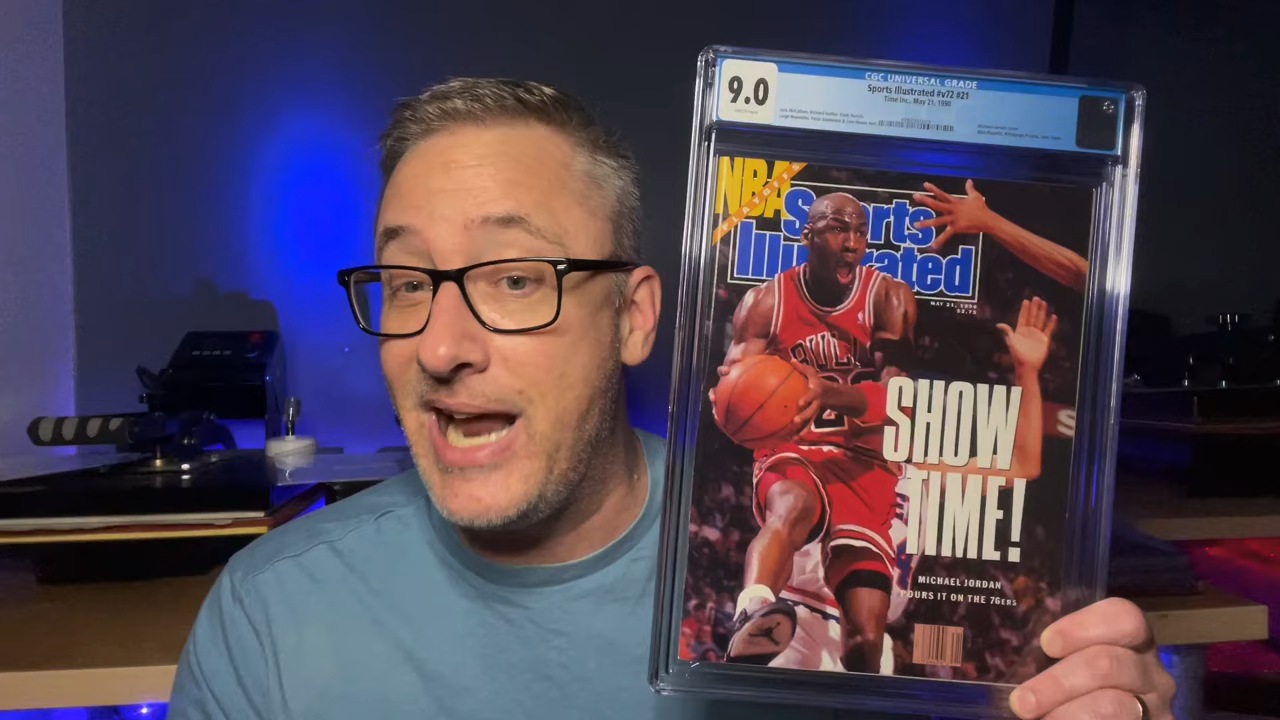 CGC UNIVERSAL GRADE
9.0
Sports Illustrated #v72 #21
Time Inc., May 21, 1990
NBA
PLAYOFFS
Sports
Illustrated
MAY 21, 1990
$2.75
BULL
SHOW
TIME!
MICHAEL JORDAN
POURS IT ON THE 76ERS